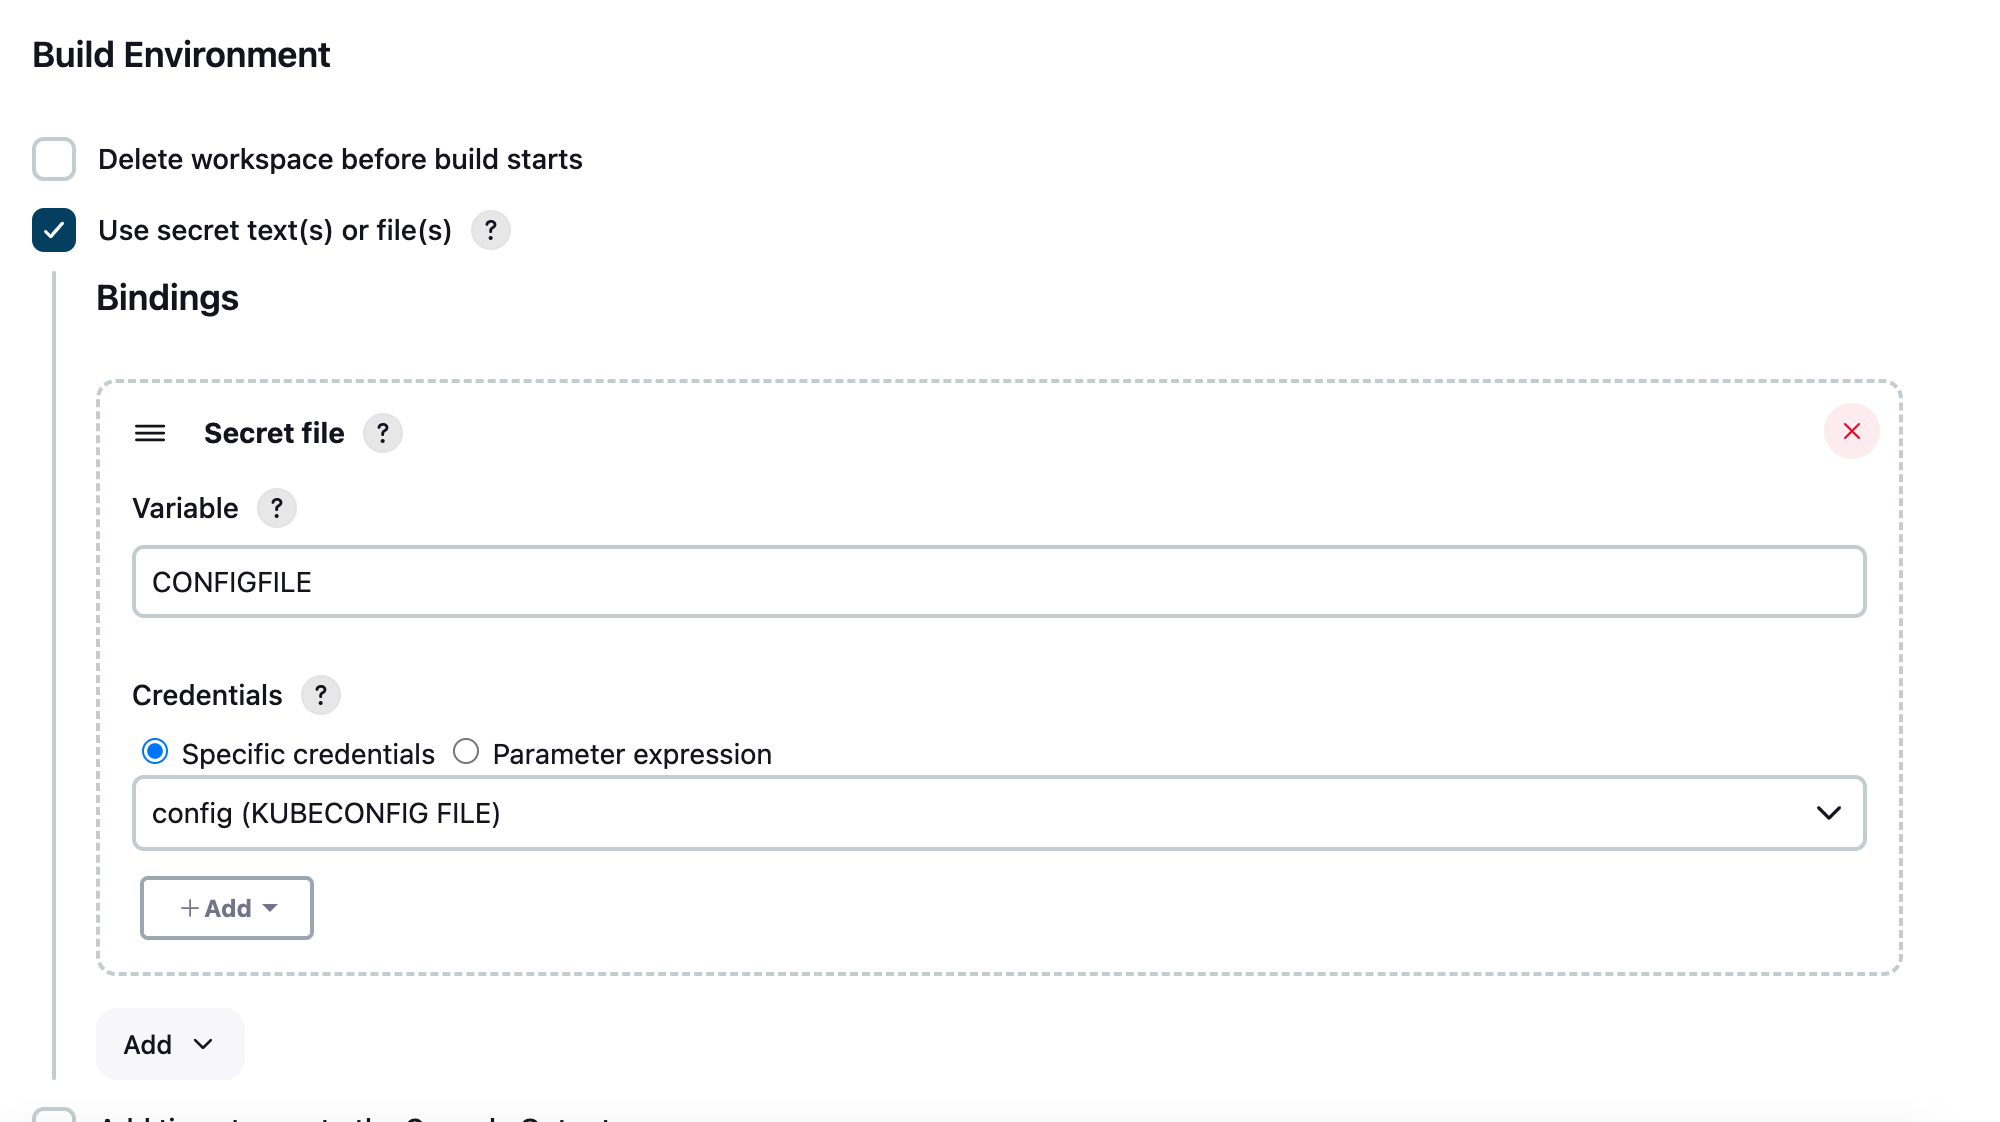 Build Environment
Delete workspace before build starts
Use secret text(s) or file(s) ?
Bindings
Secret file ?
Variable ?
CONFIGFILE
Credentials ?
Specific credentials Parameter expression
config (KUBECONFIG FILE)
+ Add
Add